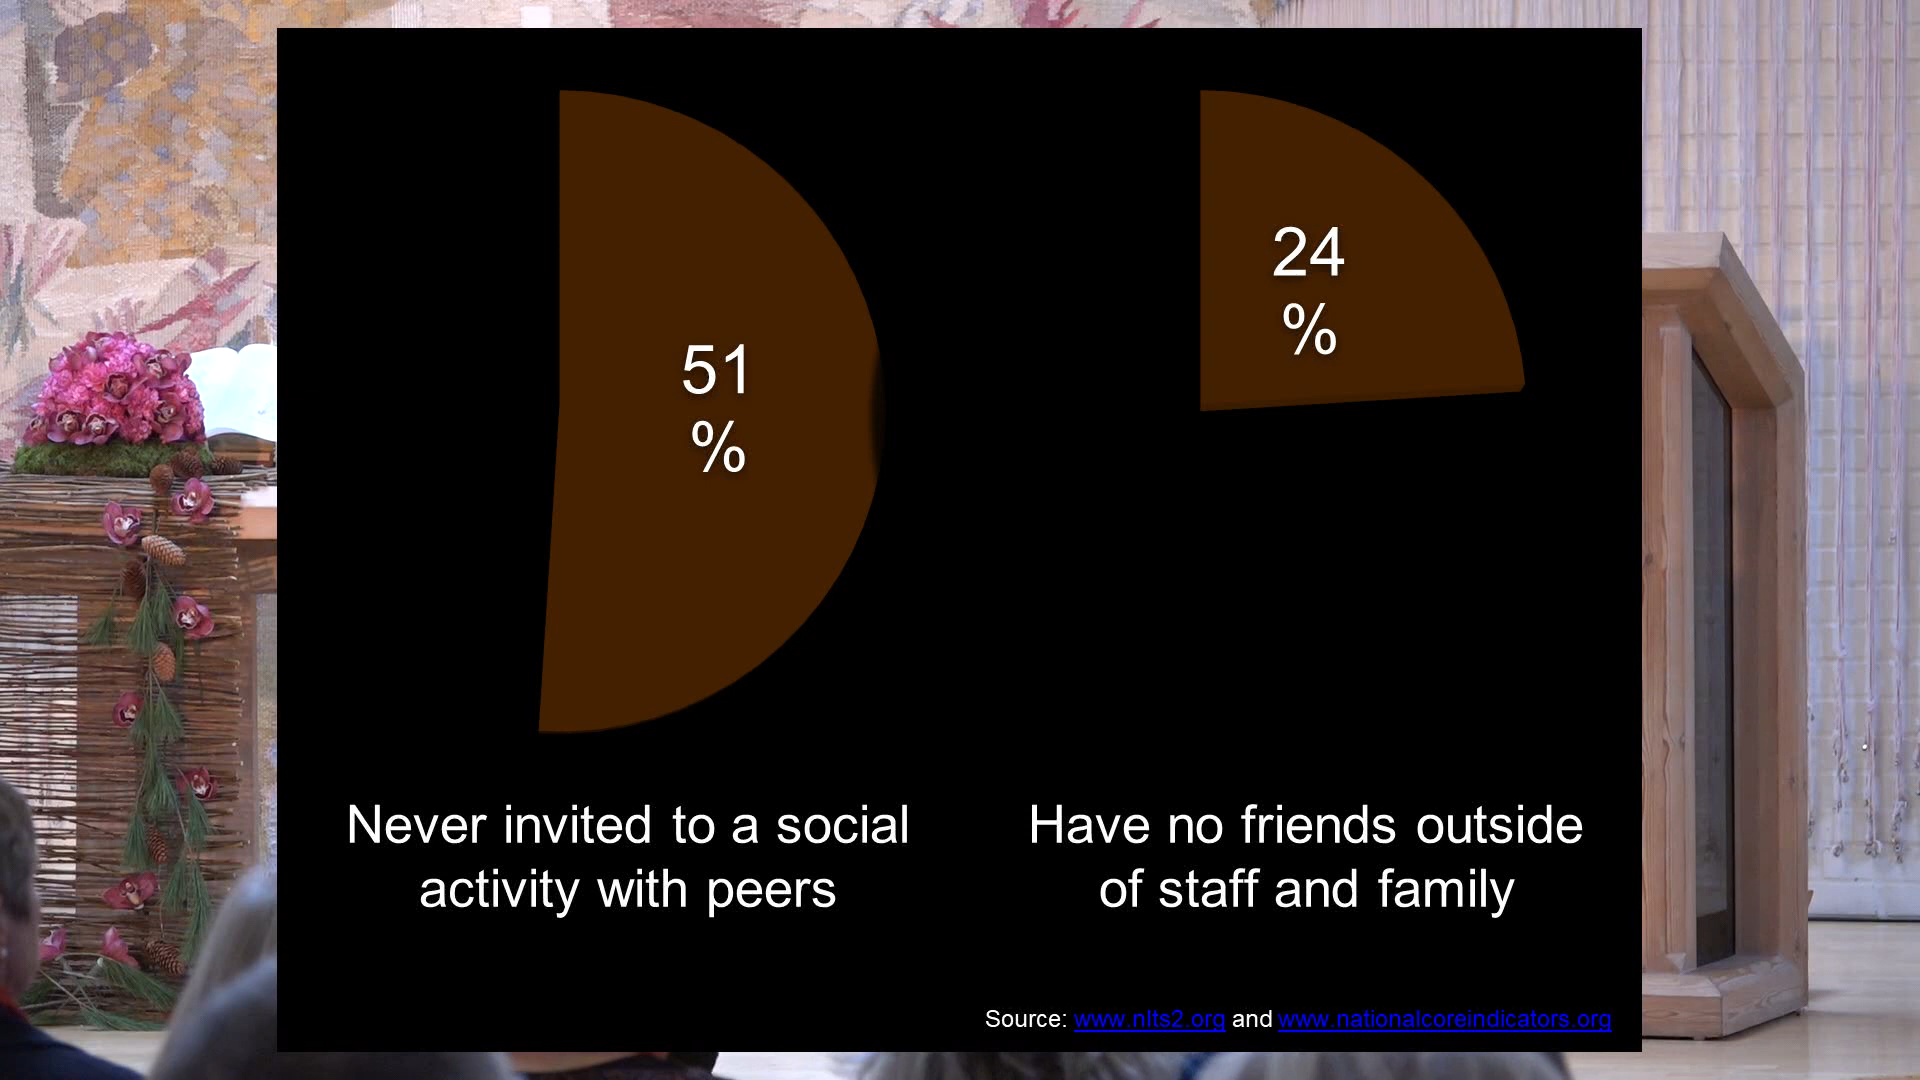 51
%
24
%
Never invited to a social
activity with peers
Have no friends outside
of staff and family
Source: www.nlts2.org and www.nationalcoreindicators.org